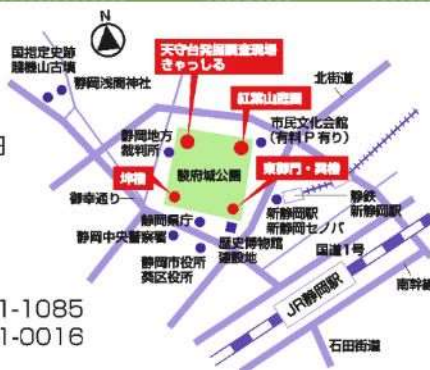 N
国指定史跡
賤機山古墳
静岡浅間神社
天守台発掘調査現場
きゃっしる
北街道
紅葉山庭園
静岡地方
裁判所
市民文化会館
(有料P有り)
駿府城公園
坤櫓
東御門・巽櫓
御幸通り
静岡県庁
静岡中央警察署
静岡市役所
葵区役所
歴史博物館
建設地
新静岡駅
新静岡セノバ
静鉄
新静岡駅
国道1号
JR静岡駅
南幹線
石田街道
1-1085
1-0016